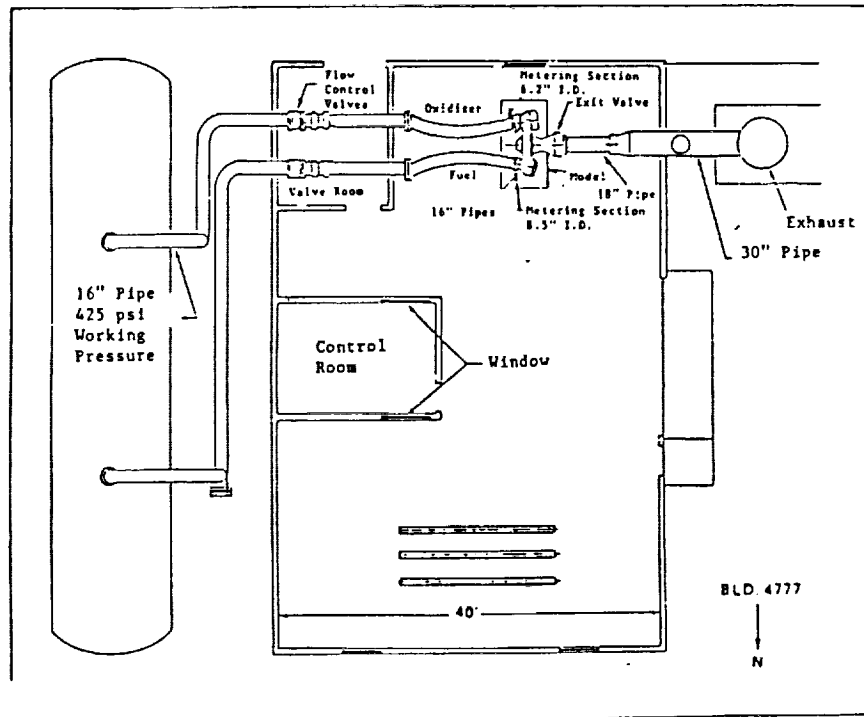 Flow
Control
Valves
Oxidizer
Metering Section
6.2" I.D.
Exit Valve
Fuel
Valve Room
Model
18" Pipe
16" Pipes
Metering Section
8.5" I.D.
Exhaust
30" Pipe
16" Pipe
425 psi
Working
Pressure
Control
Room
Window
40'
BLD. 4777
N